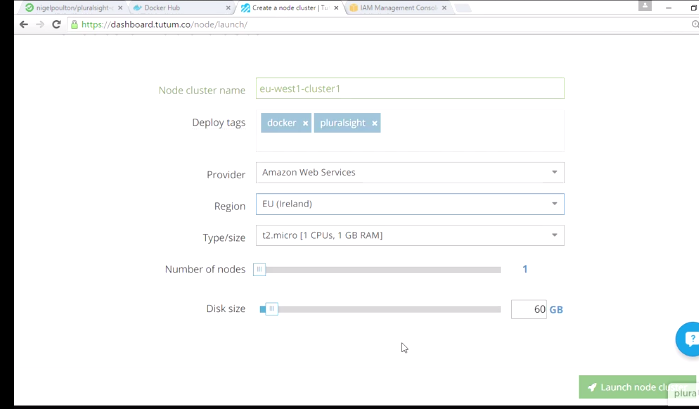 nigelpoulton/pluralsight
Docker Hub
Create a node cluster | Tu
IAM Management Consol
https://dashboard.tutum.co/node/launch/
Node cluster name
eu-west1-cluster1
Deploy tags
docker x
pluralsight x
Provider
Amazon Web Services
Region
EU (Ireland)
Type/size
t2.micro [1 CPUs, 1 GB RAM]
Number of nodes
1
Disk size
60 GB
?
Launch node clu
plura